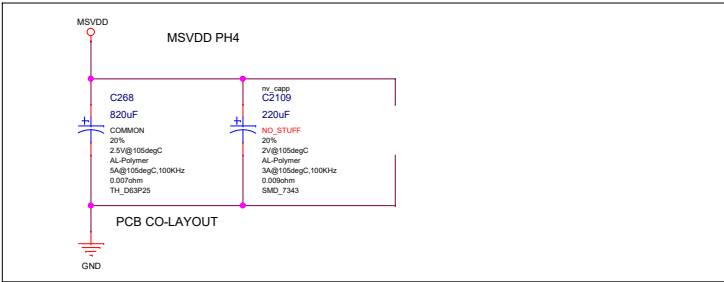 MSVDD
MSVDD PH4
C268
820uF
COMMON
20%
2.5V@105degC
AL-Polymer
5A@105degC,100KHz
0.007ohm
TH_D63P25
nv_capp
C2109
220uF
NO_STUFF
20%
2V@105degC
AL-Polymer
3A@105degC,100KHz
0.009ohm
SMD_7343
PCB CO-LAYOUT
GND